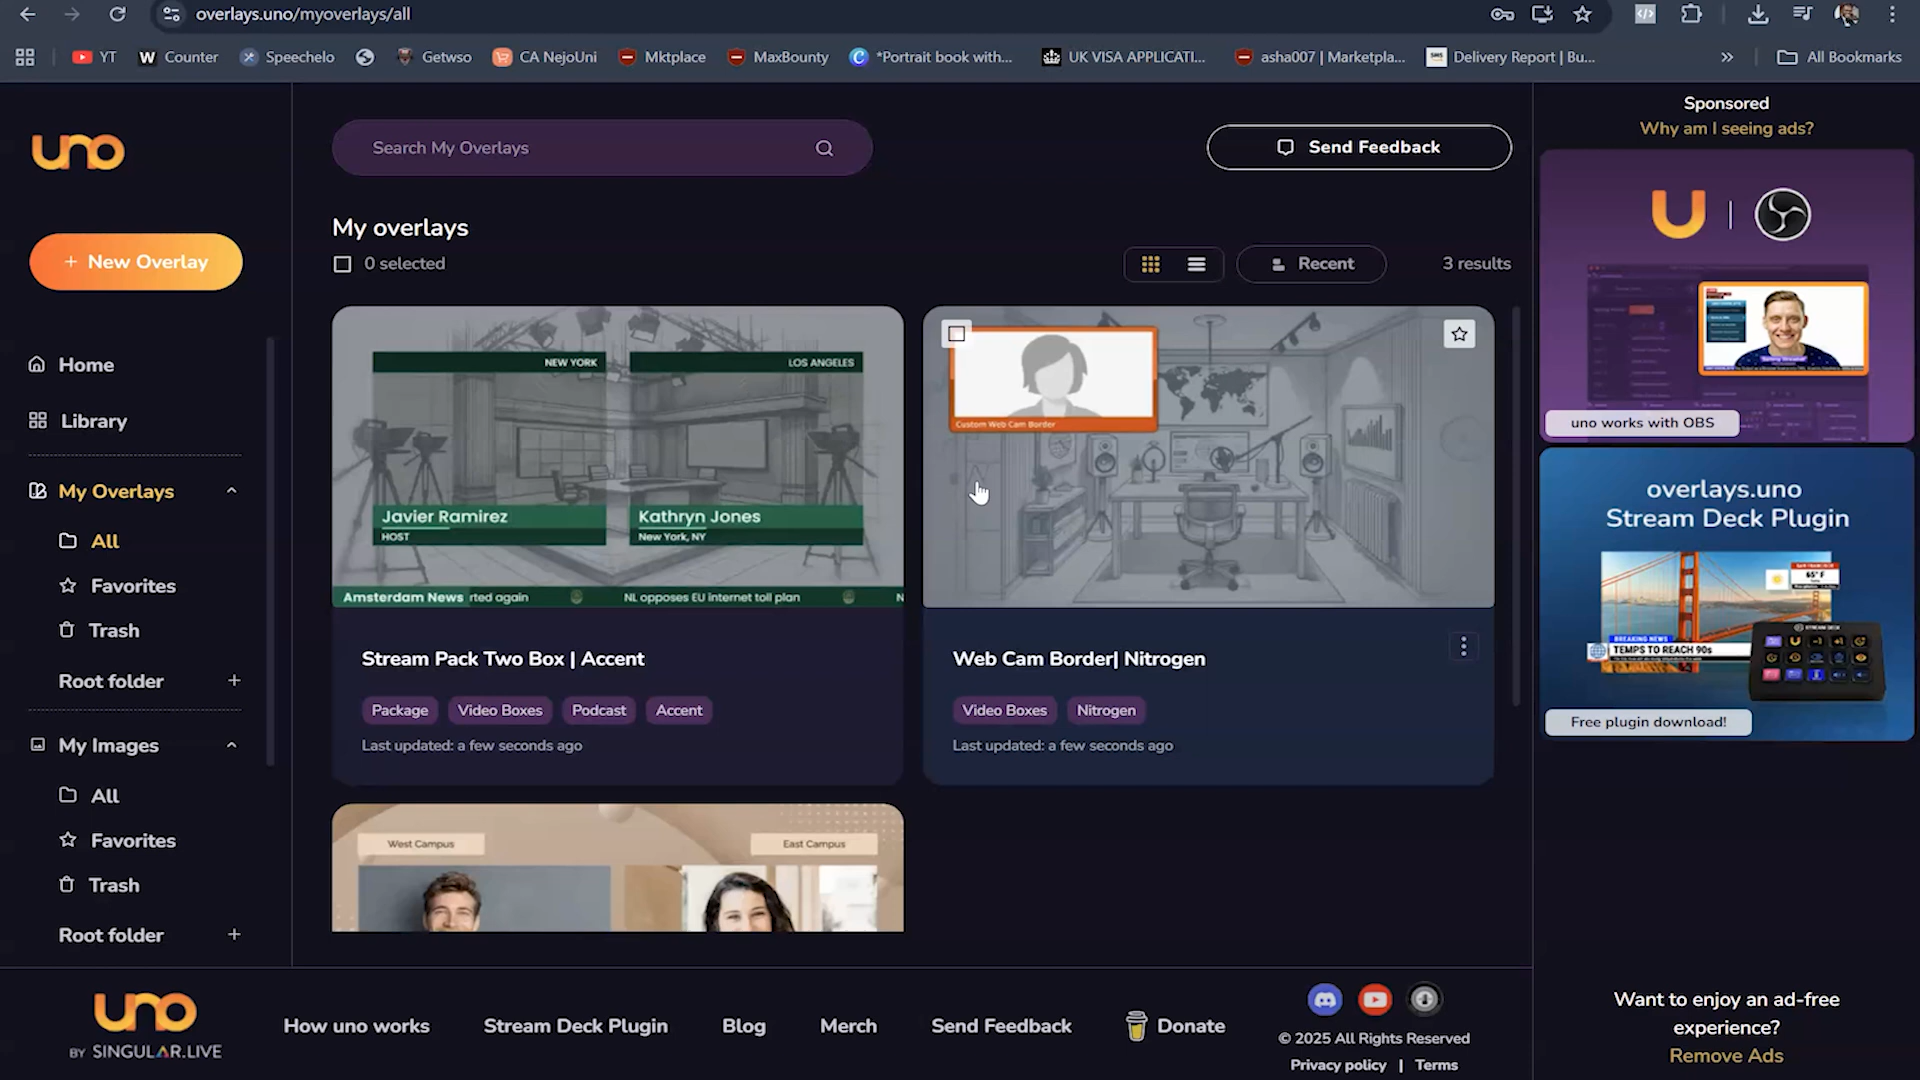 overlays.uno/myoverlays/all
YT
Counter
Speechelo
Getwso
CA NejoUni
Mktplace
MaxBounty
*Portrait book with...
UK VISA APPLICATI...
asha007 | Marketpla...
Delivery Report | Bu...
All Bookmarks
uno
+ New Overlay
Home
Library
My Overlays
All
Favorites
Trash
Root folder
My Images
All
Favorites
Trash
Root folder
Search My Overlays
Send Feedback
My overlays
0 selected
Recent
3 results
NEW YORK
LOS ANGELES
Javier Ramirez
HOST
Kathryn Jones
New York, NY
Amsterdam News rted again NL opposes EU internet toll plan N
Stream Pack Two Box | Accent
Package Video Boxes Podcast Accent
Last updated: a few seconds ago
Custom Web Cam Border
Web Cam Border| Nitrogen
Video Boxes Nitrogen
Last updated: a few seconds ago
West Campus
East Campus
Sponsored
Why am I seeing ads?
U
uno works with OBS
overlays.uno
Stream Deck Plugin
65° F
BREAKING NEWS
TEMPS TO REACH 90s
STREAM DECK
Free plugin download!
Want to enjoy an ad-free
experience?
Remove Ads
uno
BY SINGULAR.LIVE
How uno works
Stream Deck Plugin
Blog
Merch
Send Feedback
Donate
© 2025 All Rights Reserved
Privacy policy | Terms